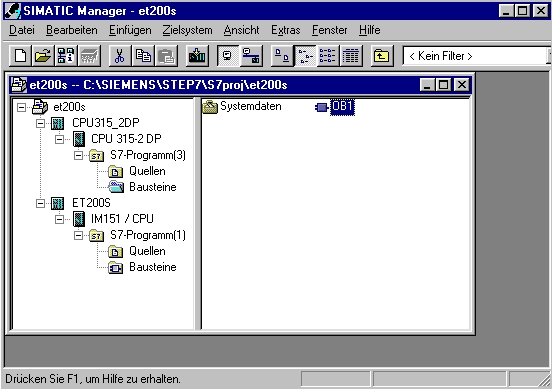 SIMATIC Manager - et200s
Datei Bearbeiten Einfügen Zielsystem Ansicht Extras Fenster Hilfe
< Kein Filter >
et200s -- C:\SIEMENS\STEP7\S7proj\et200s
et200s
CPU315_2DP
CPU 315-2 DP
S7-Programm(3)
Quellen
Bausteine
ET200S
IM151 / CPU
S7-Programm(1)
Quellen
Bausteine
Systemdaten OB1
Drücken Sie F1, um Hilfe zu erhalten.